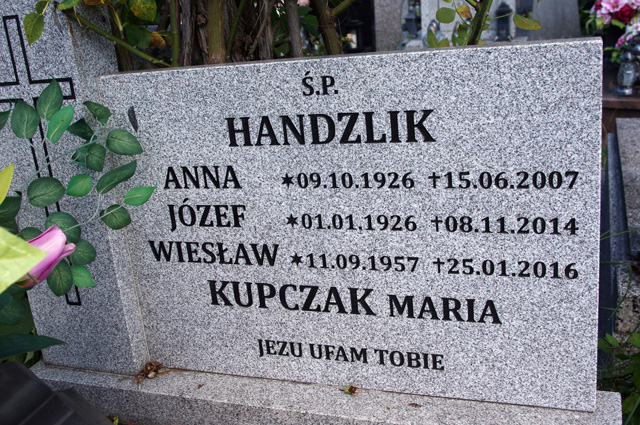 Ś.P.
HANDZLIK
ANNA ✶09.10.1926 †15.06.2007
JÓZEF ✶01.01.1926 †08.11.2014
WIESŁAW ✶11.09.1957 †25.01.2016
KUPCZAK MARIA
JEZU UFAM TOBIE